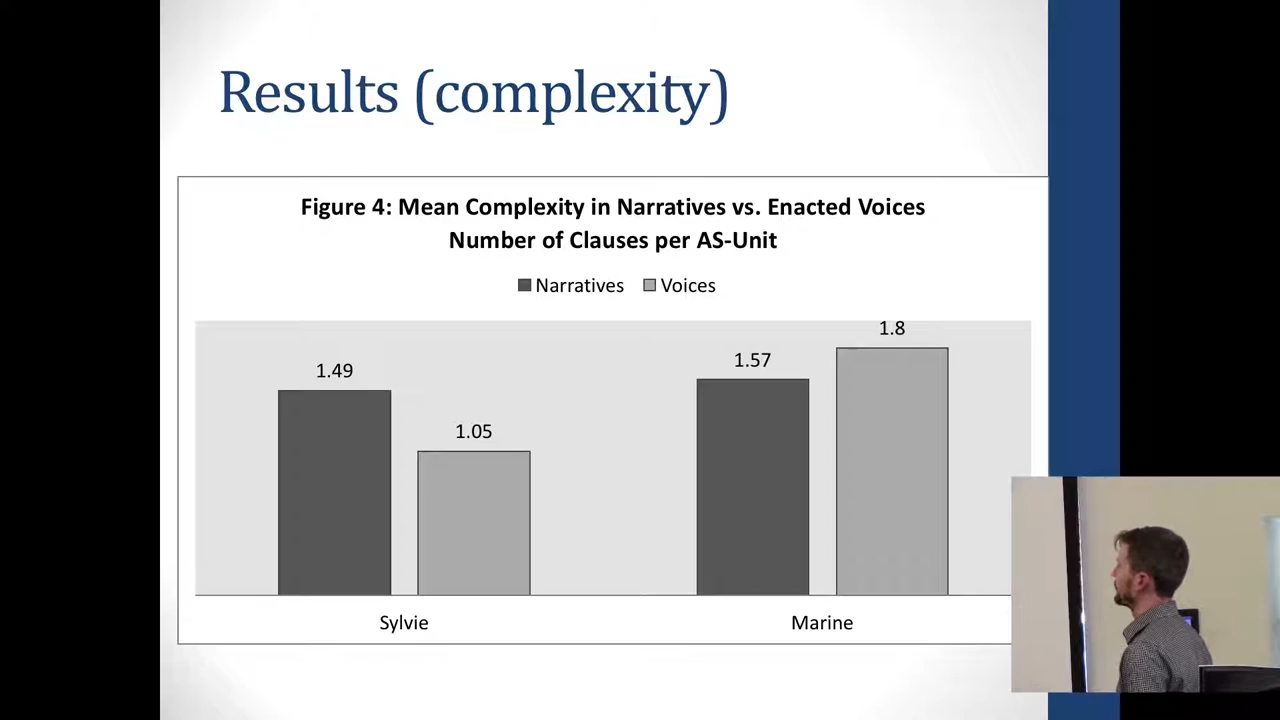 Results (complexity)
Figure 4: Mean Complexity in Narratives vs. Enacted Voices
Number of Clauses per AS-Unit
Narratives Voices
1.49
1.05
1.57
1.8
Sylvie
Marine